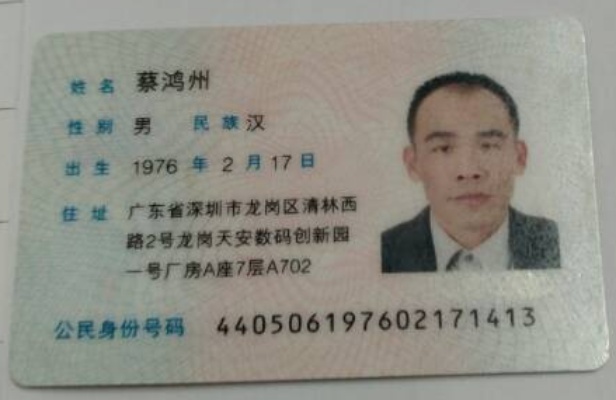 姓名 蔡鸿州
性别 男 民族 汉
出生 1976 年 2 月 17 日
住址 广东省深圳市龙岗区清林西
路2号龙岗天安数码创新园
一号厂房A座7层A702
公民身份号码 440506197602171413